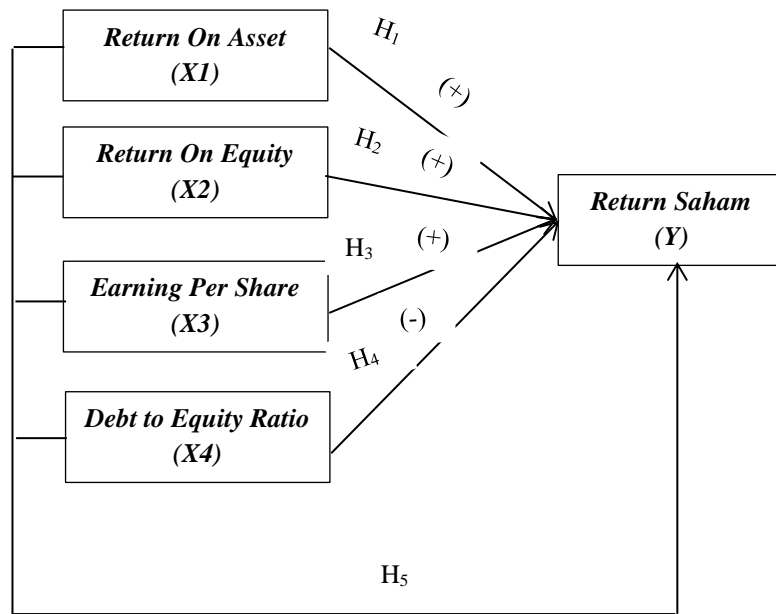 Return On Asset
(X1)
H₁
(+)
Return On Equity
(X2)
H₂
(+)
Return Saham
(Y)
Earning Per Share
(X3)
H₃
(+)
Debt to Equity Ratio
(X4)
H₄
(-)
H₅